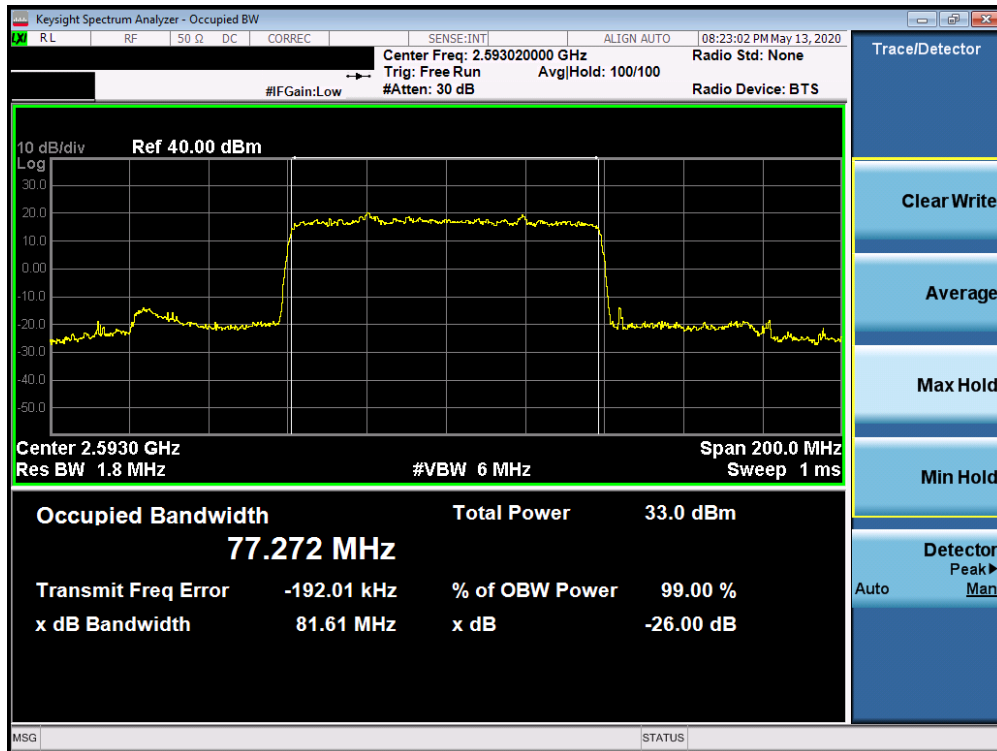 Keysight Spectrum Analyzer - Occupied BW
LXI RL RF 50 Ω DC CORREC SENSE:INT ALIGN AUTO 08:23:02 PM May 13, 2020
Center Freq: 2.593020000 GHz Radio Std: None
Trig: Free Run Avg|Hold: 100/100
#IFGain:Low #Atten: 30 dB Radio Device: BTS
Trace/Detector
10 dB/div Ref 40.00 dBm
Log
30.0
20.0
10.0
0.00
-10.0
-20.0
-30.0
-40.0
-50.0
Center 2.5930 GHz Span 200.0 MHz
Res BW 1.8 MHz #VBW 6 MHz Sweep 1 ms
Occupied Bandwidth Total Power 33.0 dBm
77.272 MHz
Transmit Freq Error -192.01 kHz % of OBW Power 99.00 %
x dB Bandwidth 81.61 MHz x dB -26.00 dB
Clear Write
Average
Max Hold
Min Hold
Detector
Peak▶
Auto Man
MSG STATUS